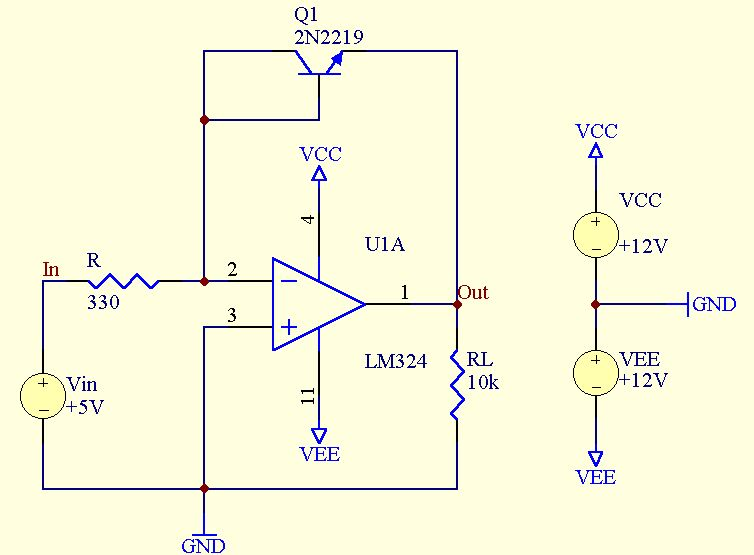 Q1
2N2219
VCC
VCC
VCC
4
+
+12V
−
U1A
In
R
2
−
1
Out
GND
330
3
+
LM324
RL
10k
+
VEE
+12V
−
+
Vin
+5V
−
11
VEE
VEE
GND